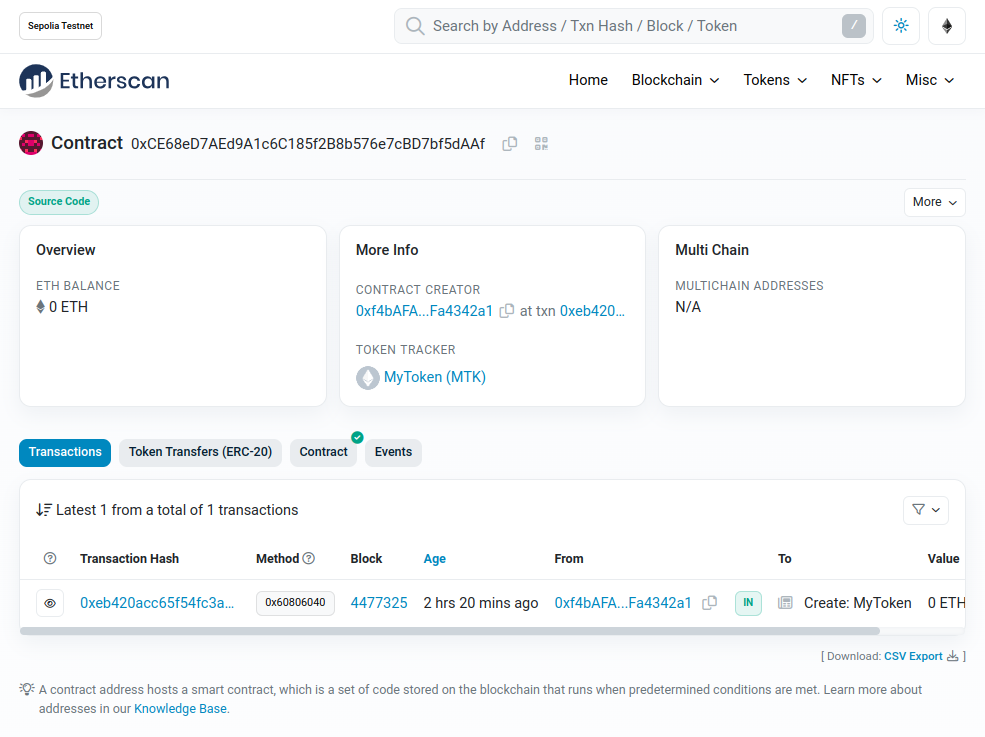 Sepolia Testnet
Search by Address / Txn Hash / Block / Token
/
Etherscan
Home Blockchain Tokens NFTs Misc
Contract 0xCE68eD7AEd9A1c6C185f2B8b576e7cBD7bf5dAAf
Source Code
More
Overview
ETH BALANCE
0 ETH
More Info
CONTRACT CREATOR
0xf4bAFA...Fa4342a1 at txn 0xeb420...
TOKEN TRACKER
MyToken (MTK)
Multi Chain
MULTICHAIN ADDRESSES
N/A
Transactions Token Transfers (ERC-20) Contract Events
Latest 1 from a total of 1 transactions
Transaction Hash Method Block Age From To Value
0xeb420acc65f54fc3a... 0x60806040 4477325 2 hrs 20 mins ago 0xf4bAFA...Fa4342a1 IN Create: MyToken 0 ETH
[ Download: CSV Export ]
A contract address hosts a smart contract, which is a set of code stored on the blockchain that runs when predetermined conditions are met. Learn more about
addresses in our Knowledge Base.